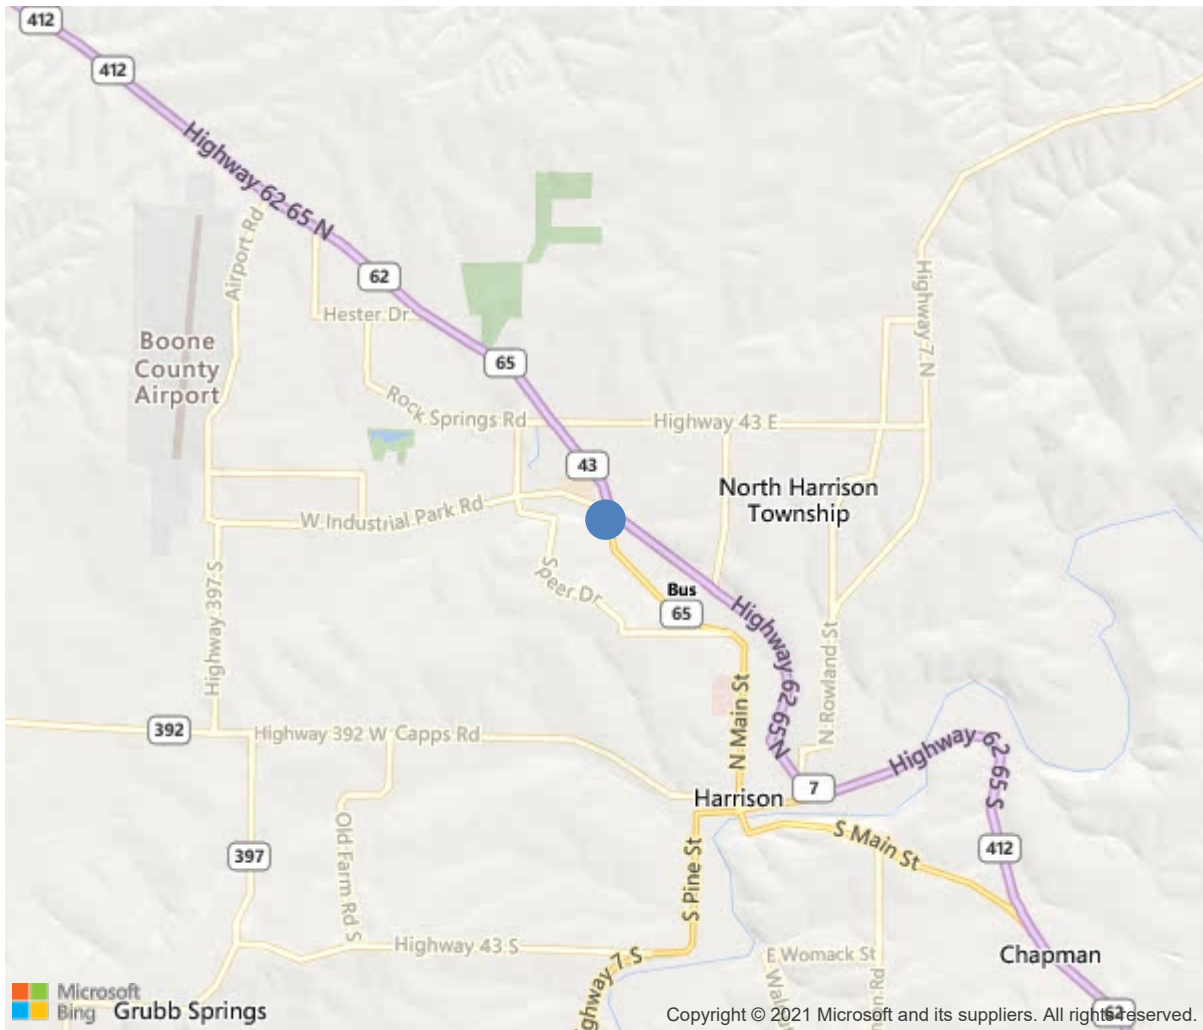 412
412
Highway 62 65 N
Airport Rd
62
Hester Dr
Boone
County
Airport
65
Highway 7 N
Rock Springs Rd
Highway 43 E
43
North Harrison
Township
W Industrial Park Rd
Speer Dr
Bus
65
Highway 62 65 N
Highway 397 S
N Rowland St
N Main St
392
Highway 392 W Capps Rd
Highway 62 65 S
7
Harrison
S Main St
412
397
Old Farm Rd S
S Pine St
Highway 43 S
E Womack St
Chapman
Microsoft
Bing
Grubb Springs
Copyright © 2021 Microsoft and its suppliers. All rights reserved.
62